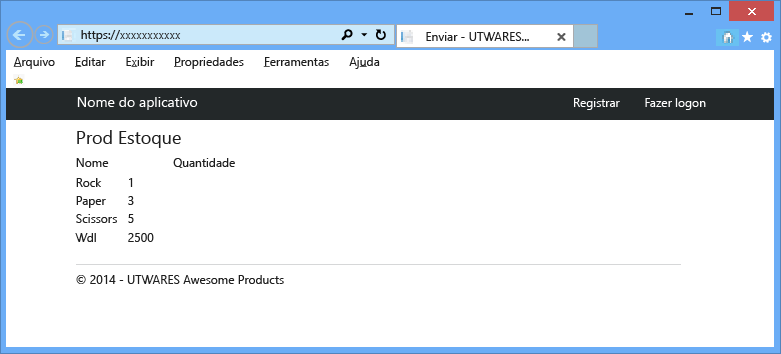 https://xxxxxxxxxxx
Enviar - UTWARES...
Arquivo Editar Exibir Propriedades Ferramentas Ajuda
Nome do aplicativo Registrar Fazer logon
Prod Estoque
Nome Quantidade
Rock 1
Paper 3
Scissors 5
Wdl 2500
© 2014 - UTWARES Awesome Products